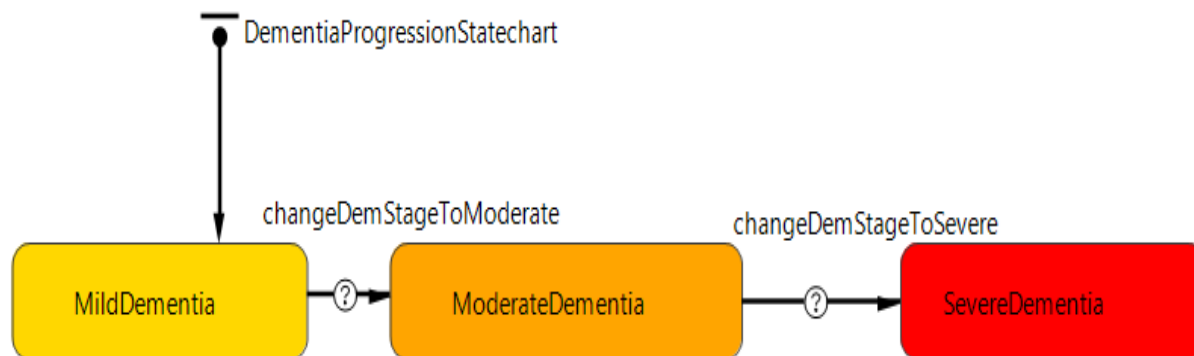 DementiaProgressionStatechart
changeDemStageToModerate
changeDemStageToSevere
MildDementia
?
ModerateDementia
?
SevereDementia